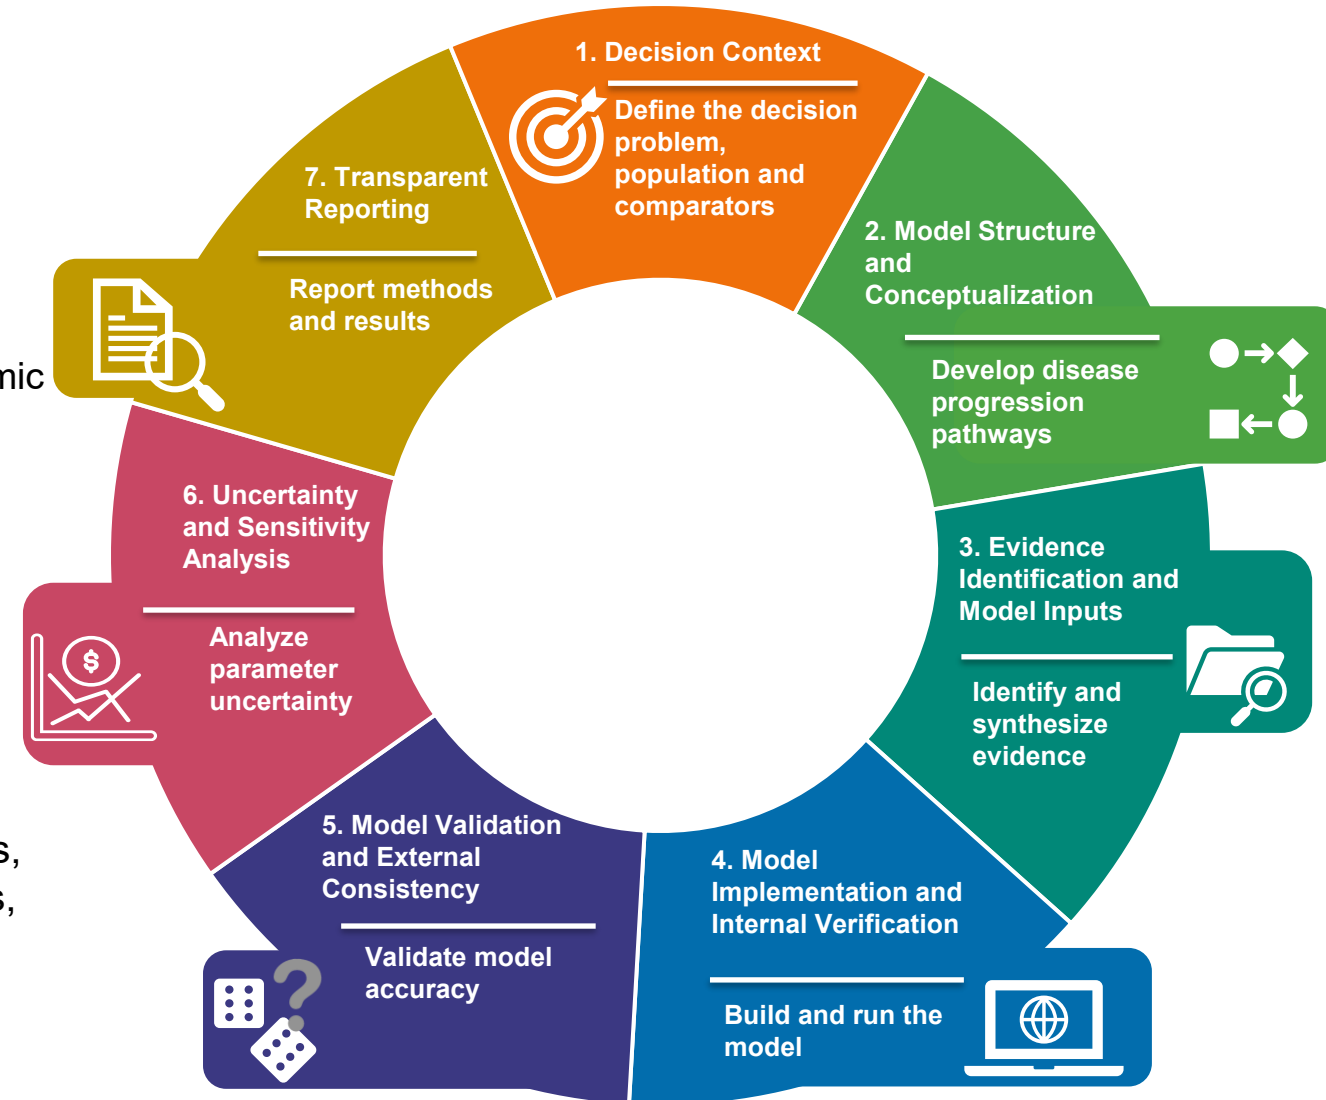 1. Decision Context
Define the decision
problem,
population and
comparators
2. Model Structure
and
Conceptualization
Develop disease
progression
pathways
3. Evidence
Identification and
Model Inputs
Identify and
synthesize
evidence
4. Model
Implementation and
Internal Verification
Build and run the
model
5. Model Validation
and External
Consistency
Validate model
accuracy
6. Uncertainty
and Sensitivity
Analysis
Analyze
parameter
uncertainty
$
7. Transparent
Reporting
Report methods
and results
mic
s,
s,
?